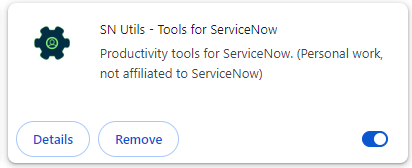 SN Utils - Tools for ServiceNow
Productivity tools for ServiceNow. (Personal work,
not affiliated to ServiceNow)
Details
Remove